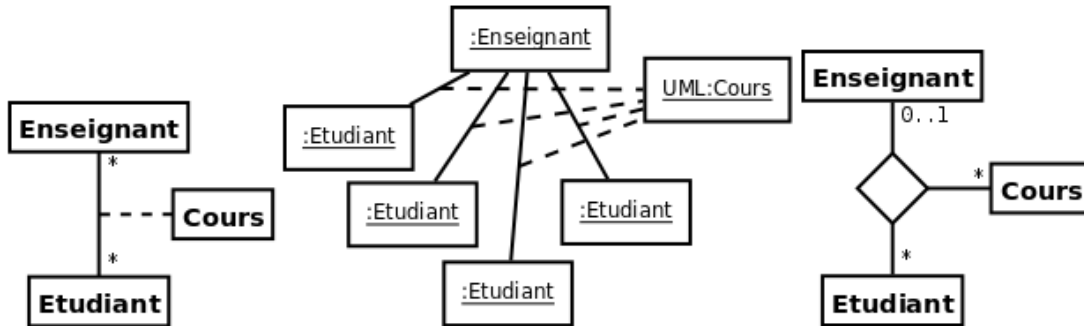 Enseignant
*
Cours
*
Etudiant
:Enseignant
UML:Cours
:Etudiant
:Etudiant
:Etudiant
:Etudiant
Enseignant
0..1
*
Cours
*
Etudiant